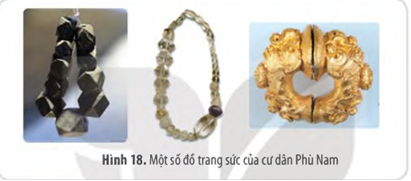 Hình 18. Một số đồ trang sức của cư dân Phù Nam